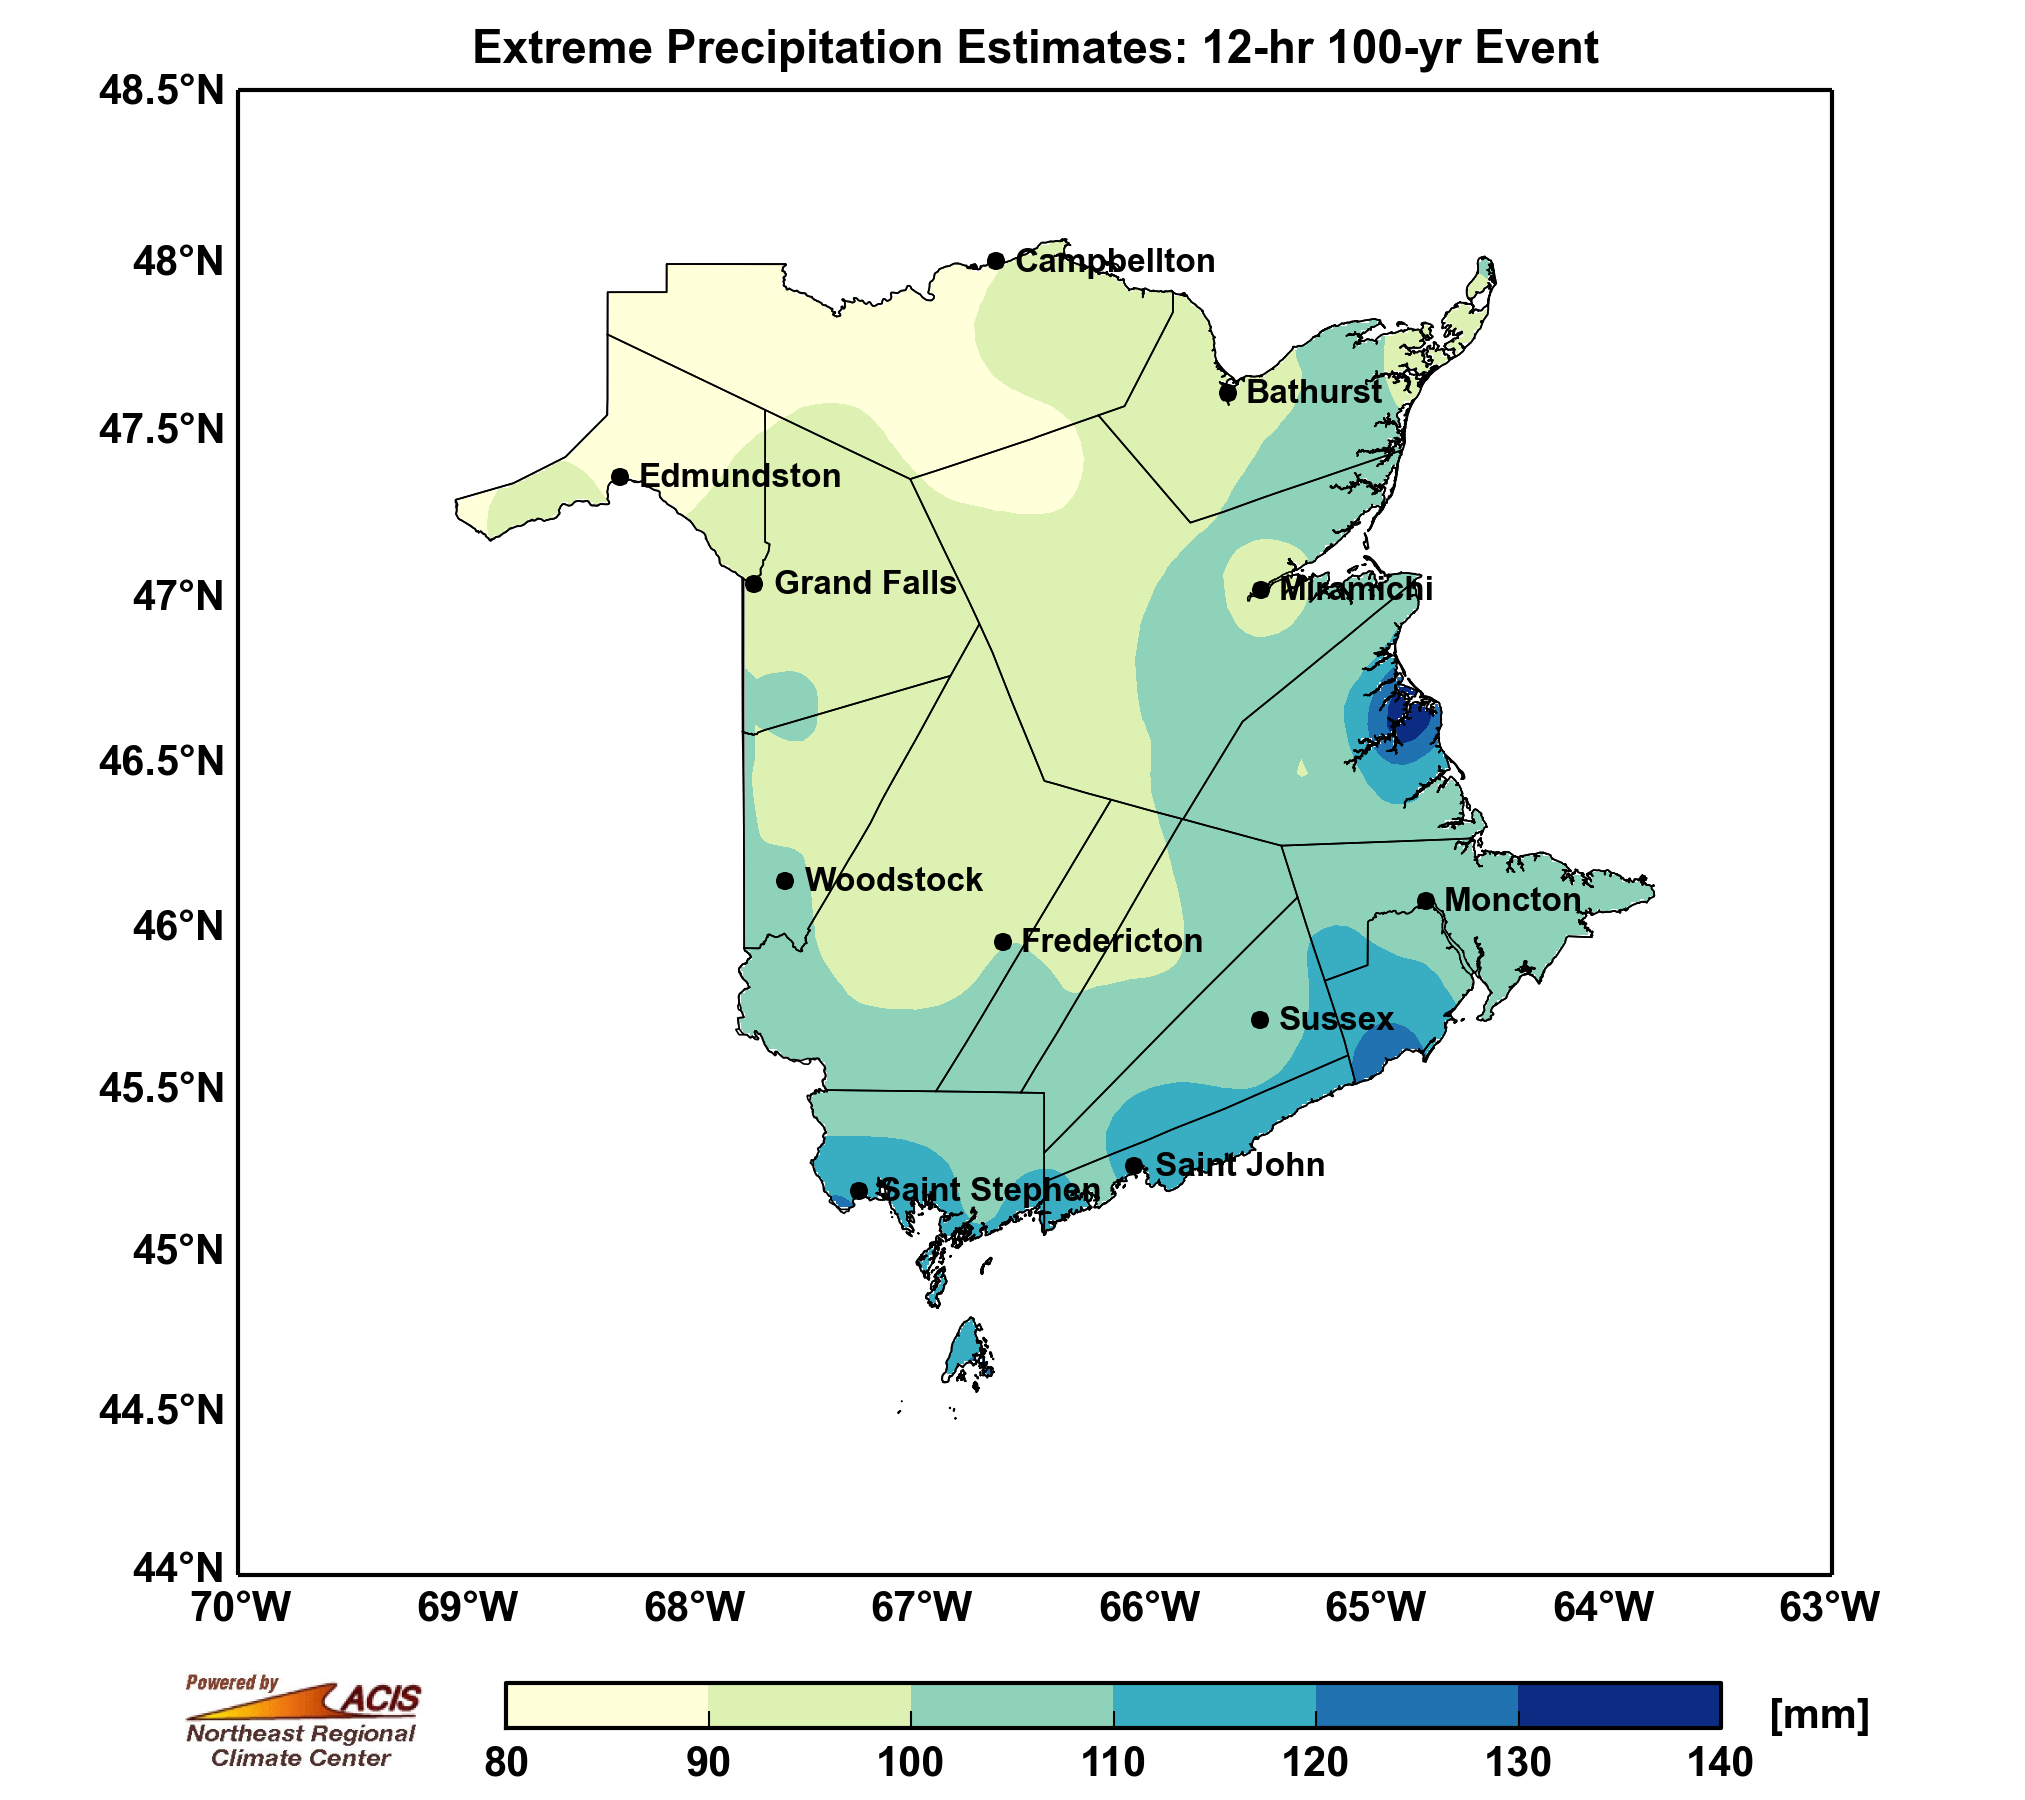 Extreme Precipitation Estimates: 12-hr 100-yr Event
48.5°N
48°N
47.5°N
47°N
46.5°N
46°N
45.5°N
45°N
44.5°N
44°N
Campbellton
Bathurst
Edmundston
Grand Falls
Miramichi
Woodstock
Moncton
Fredericton
Sussex
Saint John
Saint Stephen
70°W 69°W 68°W 67°W 66°W 65°W 64°W 63°W
Powered by
ACIS
Northeast Regional
Climate Center
[mm]
80 90 100 110 120 130 140